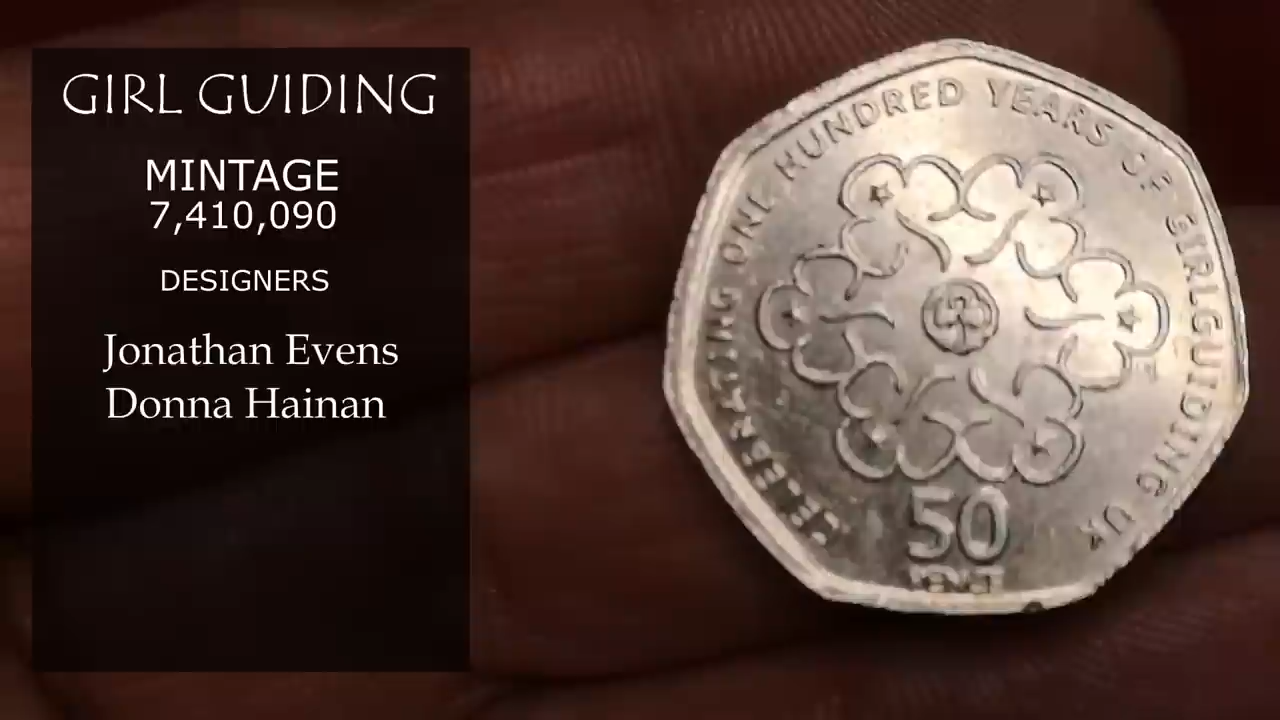 GIRL GUIDING
MINTAGE
7,410,090
DESIGNERS
Jonathan Evens
Donna Hainan
CELEBRATING ONE HUNDRED YEARS OF GIRLGUIDING UK
50
PENCE